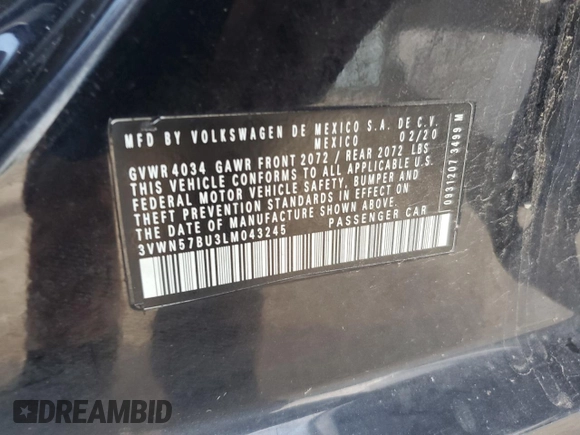 MFD BY VOLKSWAGEN DE MEXICO S.A. DE C.V.
MEXICO 02/20
GVWR 4034 GAWR FRONT 2072 / REAR 2072 LBS
THIS VEHICLE CONFORMS TO ALL APPLICABLE U.S.
FEDERAL MOTOR VEHICLE SAFETY, BUMPER AND
THEFT PREVENTION STANDARDS IN EFFECT ON
THE DATE OF MANUFACTURE SHOWN ABOVE.
3VWN57BU3LM043245 PASSENGER CAR
0031207 3499 M
DREAMBID